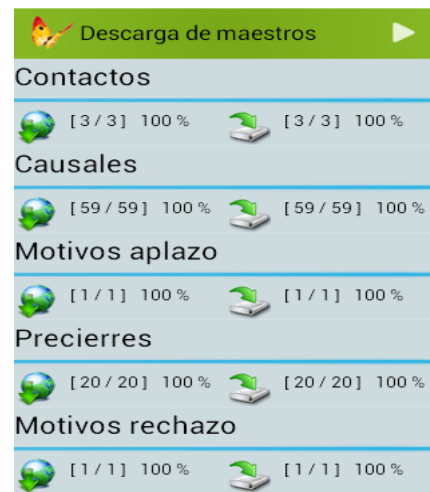 Descarga de maestros
Contactos
[3/3] 100% [3/3] 100%
Causales
[59/59] 100% [59/59] 100%
Motivos aplazo
[1/1] 100% [1/1] 100%
Precierres
[20/20] 100% [20/20] 100%
Motivos rechazo
[1/1] 100% [1/1] 100%